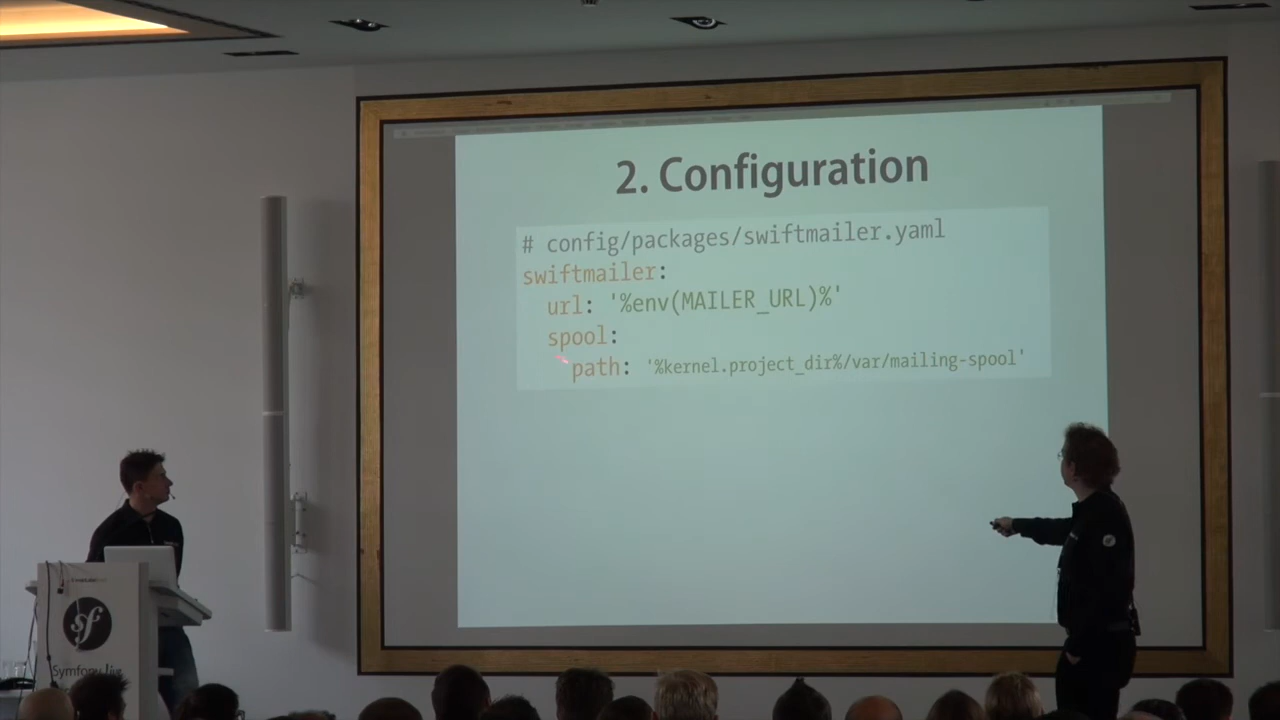 2. Configuration
# config/packages/swiftmailer.yaml
swiftmailer:
  url: '%env(MAILER_URL)%'
  spool:
    path: '%kernel.project_dir%/var/mailing-spool'
sf
Symfony live